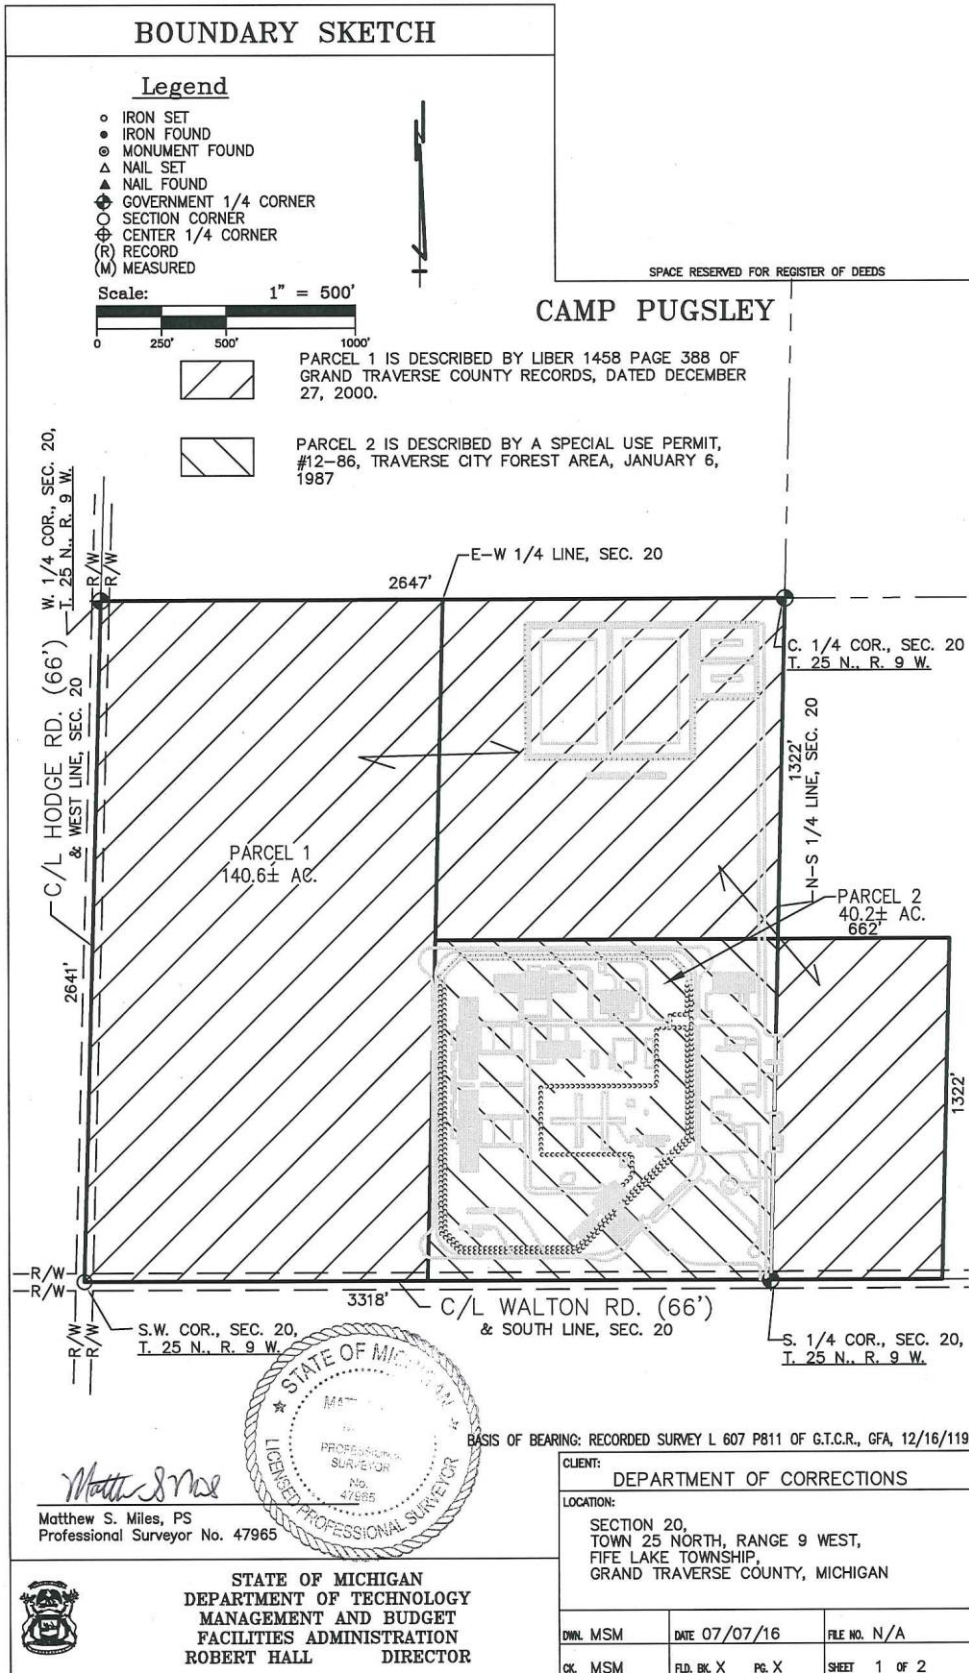 BOUNDARY SKETCH
Legend
IRON SET
IRON FOUND
MONUMENT FOUND
NAIL SET
NAIL FOUND
GOVERNMENT 1/4 CORNER
SECTION CORNER
CENTER 1/4 CORNER
(R) RECORD
(M) MEASURED
Scale: 1" = 500'
0 250' 500' 1000'
SPACE RESERVED FOR REGISTER OF DEEDS
CAMP PUGSLEY
PARCEL 1 IS DESCRIBED BY LIBER 1458 PAGE 388 OF
GRAND TRAVERSE COUNTY RECORDS, DATED DECEMBER
27, 2000.
PARCEL 2 IS DESCRIBED BY A SPECIAL USE PERMIT,
#12-86, TRAVERSE CITY FOREST AREA, JANUARY 6,
1987
W. 1/4 COR., SEC. 20,
T. 25 N., R. 9 W.
R/W
R/W
E-W 1/4 LINE, SEC. 20
2647'
C. 1/4 COR., SEC. 20
T. 25 N., R. 9 W.
C/L HODGE RD. (66')
& WEST LINE, SEC. 20
1322'
N-S 1/4 LINE, SEC. 20
PARCEL 1
140.6± AC.
PARCEL 2
40.2± AC.
662'
2641'
1322'
R/W
R/W
3318'
C/L WALTON RD. (66')
& SOUTH LINE, SEC. 20
R/W
R/W
S.W. COR., SEC. 20,
T. 25 N., R. 9 W.
S. 1/4 COR., SEC. 20,
T. 25 N., R. 9 W.
STATE OF MICHIGAN
PROFESSIONAL
SURVEYOR
No.
47965
LICENSED PROFESSIONAL SURVEYOR
BASIS OF BEARING: RECORDED SURVEY L 607 P811 OF G.T.C.R., GFA, 12/16/119
Matthew S. Miles, PS
Professional Surveyor No. 47965
CLIENT:
DEPARTMENT OF CORRECTIONS
LOCATION:
SECTION 20,
TOWN 25 NORTH, RANGE 9 WEST,
FIFE LAKE TOWNSHIP,
GRAND TRAVERSE COUNTY, MICHIGAN
STATE OF MICHIGAN
DEPARTMENT OF TECHNOLOGY
MANAGEMENT AND BUDGET
FACILITIES ADMINISTRATION
ROBERT HALL DIRECTOR
DWN. MSM DATE 07/07/16 FILE NO. N/A
CK. MSM FLD. BK. X PG. X SHEET 1 OF 2